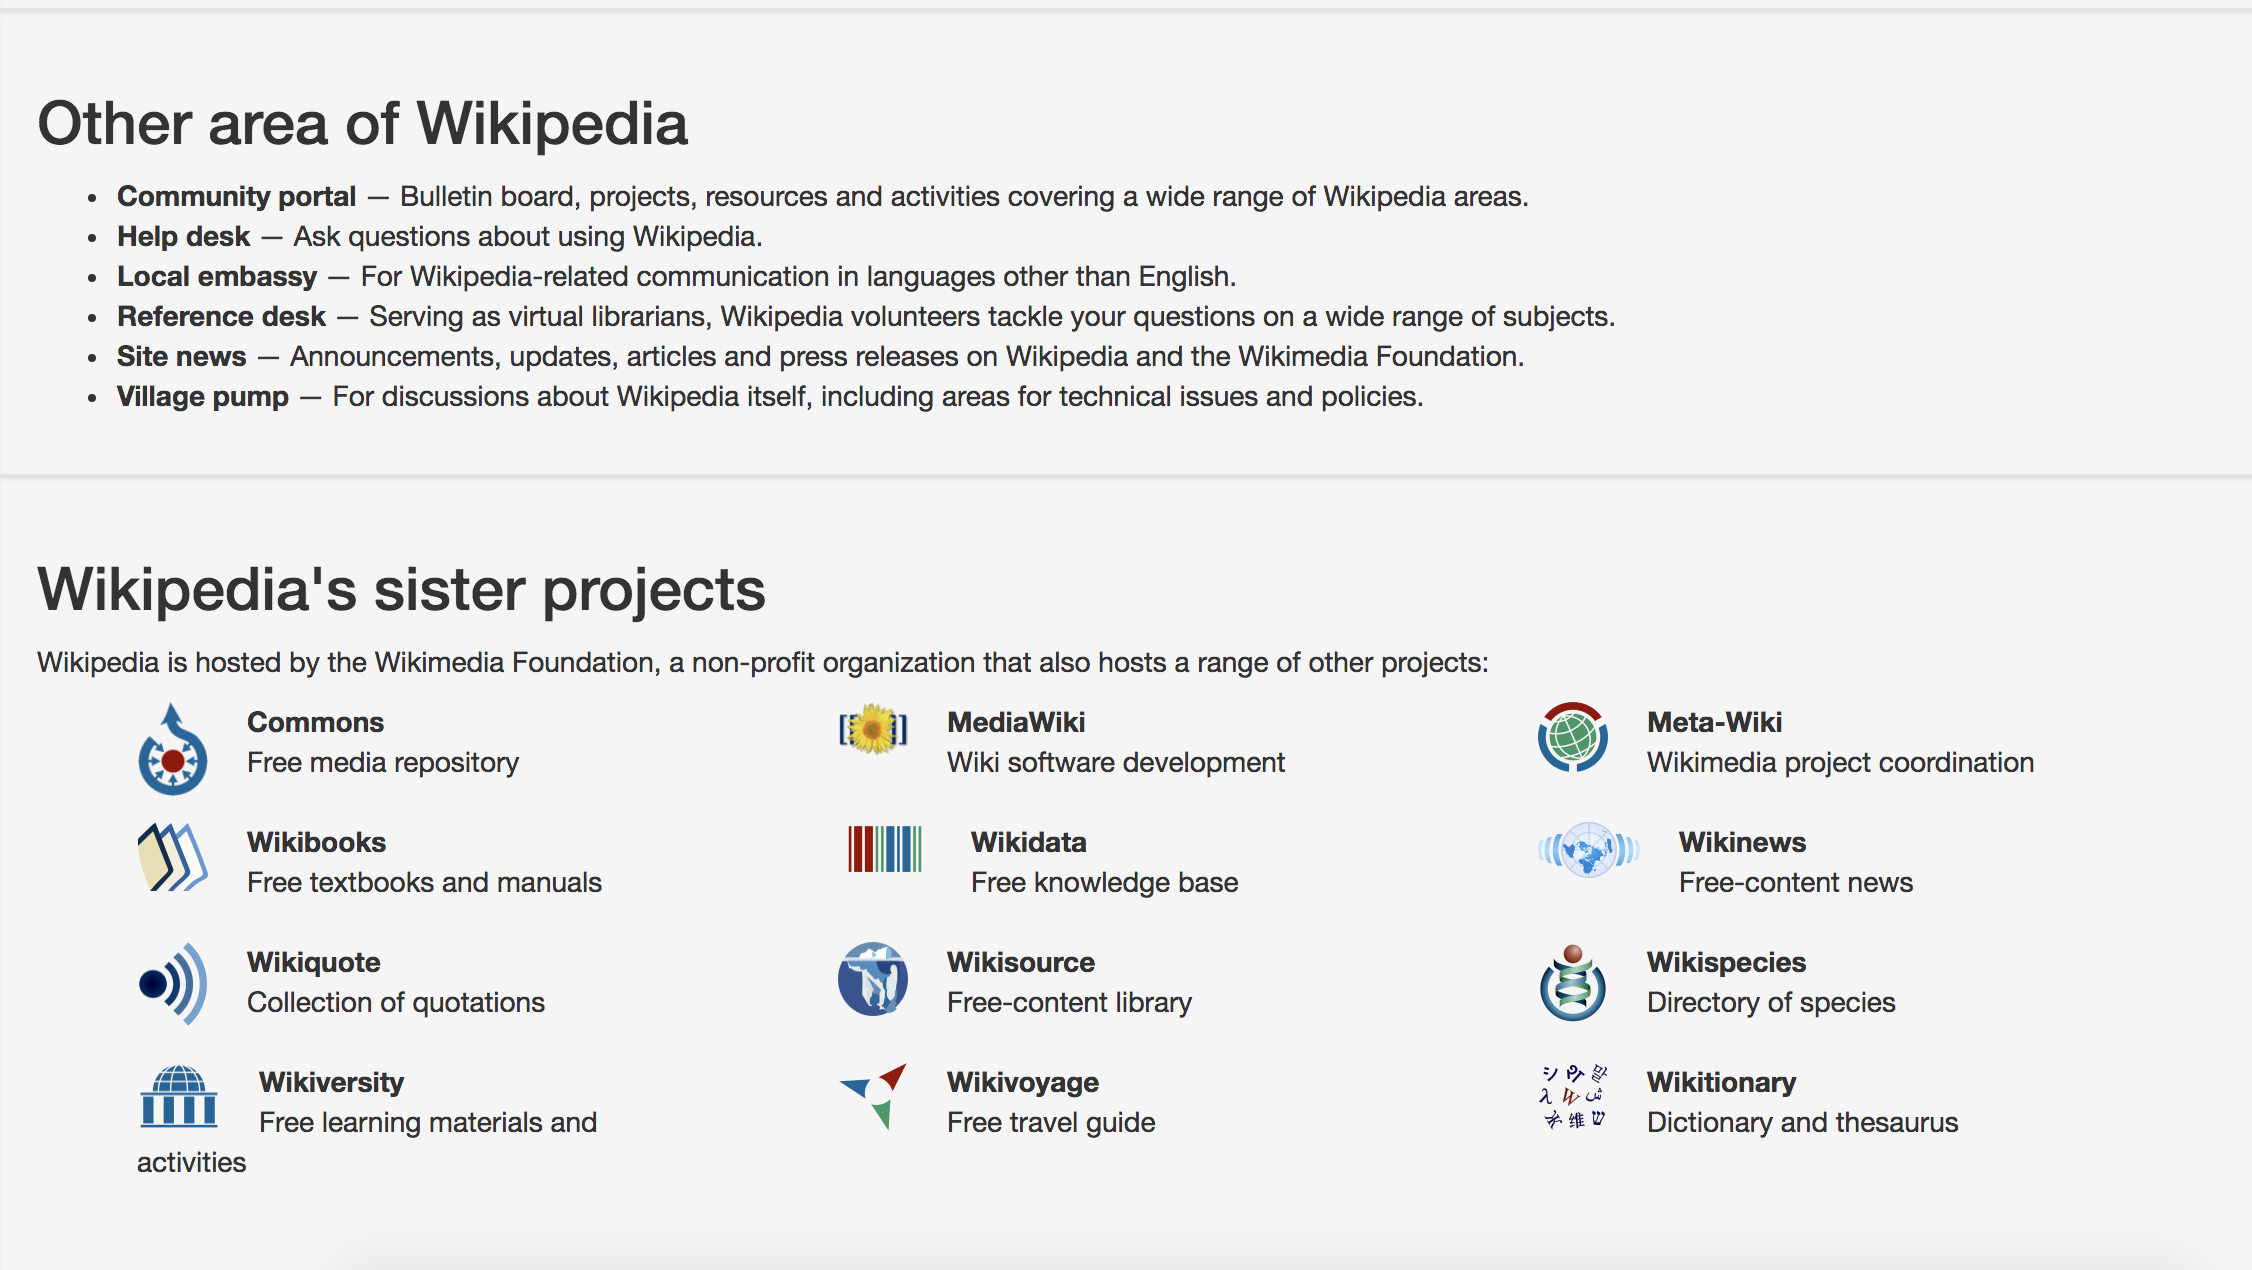 Other area of Wikipedia
• Community portal — Bulletin board, projects, resources and activities covering a wide range of Wikipedia areas.
• Help desk — Ask questions about using Wikipedia.
• Local embassy — For Wikipedia-related communication in languages other than English.
• Reference desk — Serving as virtual librarians, Wikipedia volunteers tackle your questions on a wide range of subjects.
• Site news — Announcements, updates, articles and press releases on Wikipedia and the Wikimedia Foundation.
• Village pump — For discussions about Wikipedia itself, including areas for technical issues and policies.
Wikipedia's sister projects
Wikipedia is hosted by the Wikimedia Foundation, a non-profit organization that also hosts a range of other projects:
Commons
Free media repository
MediaWiki
Wiki software development
Meta-Wiki
Wikimedia project coordination
Wikibooks
Free textbooks and manuals
Wikidata
Free knowledge base
Wikinews
Free-content news
Wikiquote
Collection of quotations
Wikisource
Free-content library
Wikispecies
Directory of species
Wikiversity
Free learning materials and
activities
Wikivoyage
Free travel guide
Wikitionary
Dictionary and thesaurus